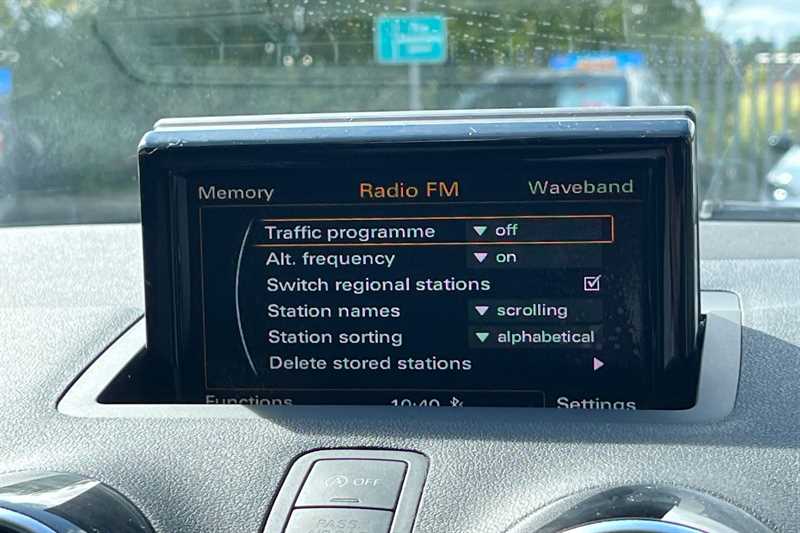 Memory Radio FM Waveband
Traffic programme off
Alt. frequency on
Switch regional stations
Station names scrolling
Station sorting alphabetical
Delete stored stations
Functions 10:40 Settings
OFF
PASS